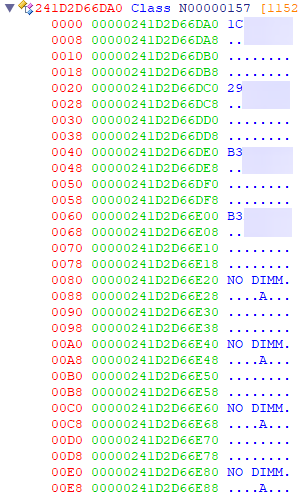 241D2D66DA0 Class N00000157 [1152
0000 00000241D2D66DA0 1C
0008 00000241D2D66DA8 ..
0010 00000241D2D66DB0 ........
0018 00000241D2D66DB8 ........
0020 00000241D2D66DC0 29
0028 00000241D2D66DC8 ..
0030 00000241D2D66DD0 ........
0038 00000241D2D66DD8 ........
0040 00000241D2D66DE0 B3
0048 00000241D2D66DE8 ..
0050 00000241D2D66DF0 ........
0058 00000241D2D66DF8 ........
0060 00000241D2D66E00 B3
0068 00000241D2D66E08 ..
0070 00000241D2D66E10 ........
0078 00000241D2D66E18 ........
0080 00000241D2D66E20 NO DIMM.
0088 00000241D2D66E28 ....A...
0090 00000241D2D66E30 ........
0098 00000241D2D66E38 ........
00A0 00000241D2D66E40 NO DIMM.
00A8 00000241D2D66E48 ....A...
00B0 00000241D2D66E50 ........
00B8 00000241D2D66E58 ........
00C0 00000241D2D66E60 NO DIMM.
00C8 00000241D2D66E68 ....A...
00D0 00000241D2D66E70 ........
00D8 00000241D2D66E78 ........
00E0 00000241D2D66E80 NO DIMM.
00E8 00000241D2D66E88 ....A...